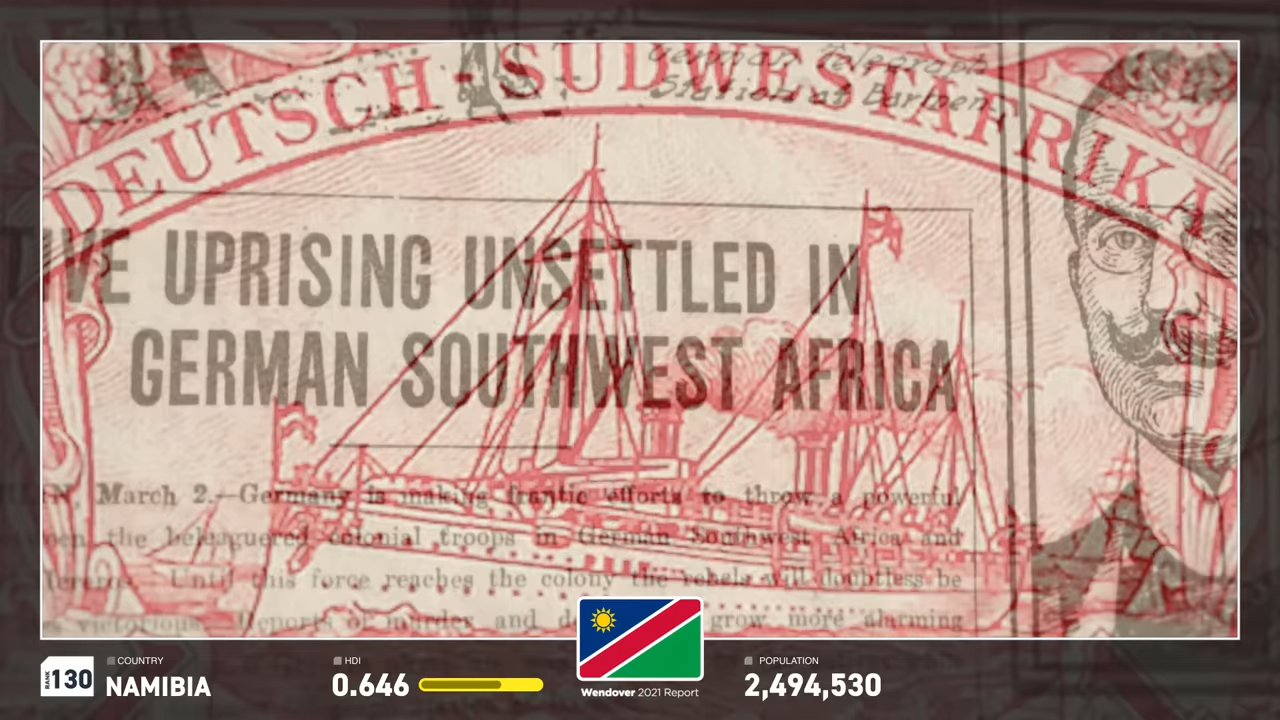 German Telegraph
Station at Barmen
DEUTSCH-SÜDWESTAFRIKA
IVE UPRISING UNSETTLED IN
GERMAN SOUTHWEST AFRICA
March 2.—Germany is making frantic efforts to throw a powerful
the beleaguered colonial troops in German Southwest Africa and
Until this force reaches the colony the rebels will doubtless be
victorious. Reports of murder and grow more alarming
RANK 130
COUNTRY
NAMIBIA
HDI
0.646
Wendover 2021 Report
POPULATION
2,494,530